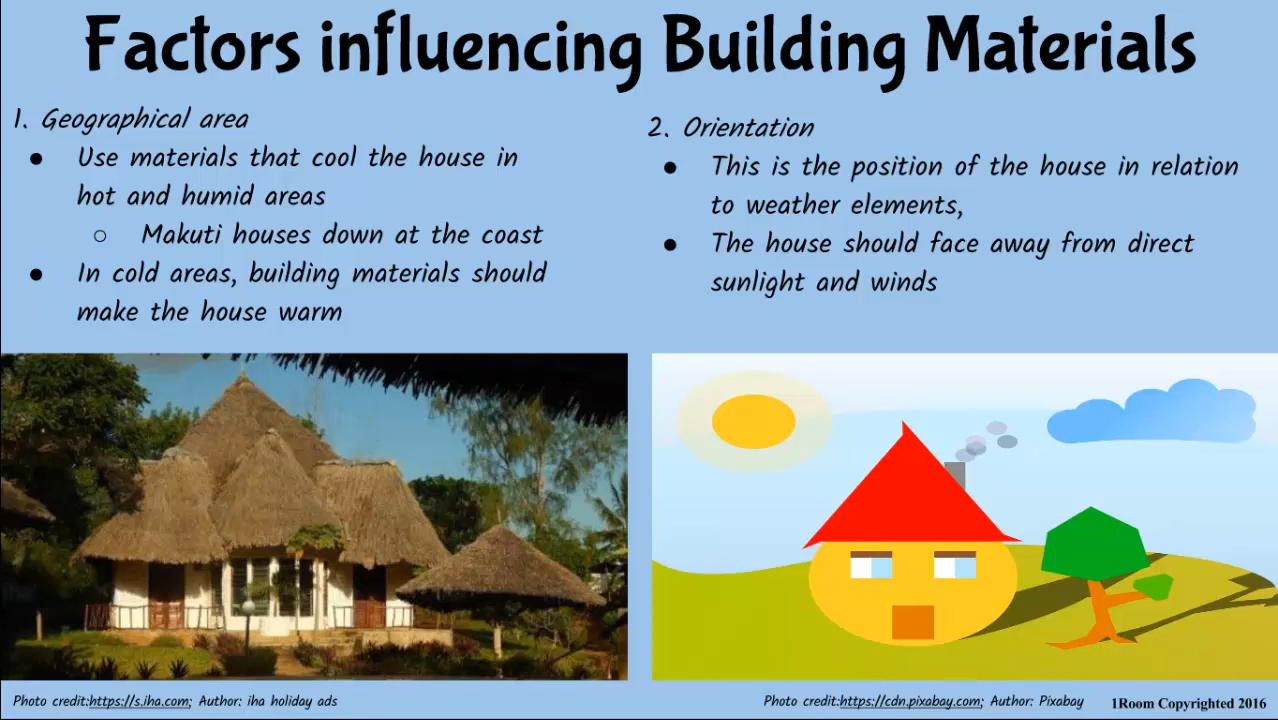 Factors influencing Building Materials
1. Geographical area
● Use materials that cool the house in
hot and humid areas
○ Makuti houses down at the coast
● In cold areas, building materials should
make the house warm
2. Orientation
● This is the position of the house in relation
to weather elements,
● The house should face away from direct
sunlight and winds
Photo credit:https://s.iha.com; Author: iha holiday ads
Photo credit:https://cdn.pixabay.com; Author: Pixabay
1Room Copyrighted 2016